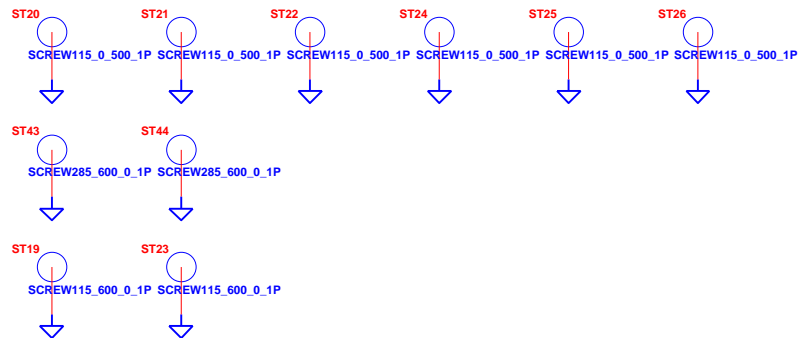 ST20 ST21 ST22 ST24 ST25 ST26
SCREW115_0_500_1P SCREW115_0_500_1P SCREW115_0_500_1P SCREW115_0_500_1P SCREW115_0_500_1P SCREW115_0_500_1P
ST43 ST44
SCREW285_600_0_1P SCREW285_600_0_1P
ST19 ST23
SCREW115_600_0_1P SCREW115_600_0_1P